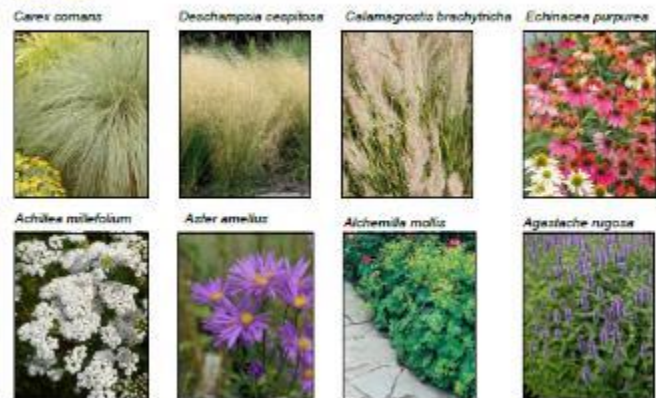 Carex comans
Deschampsia cespitosa
Calamagrostis brachytricha
Echinacea purpurea
Achillea millefolium
Aster amellus
Alchemilla mollis
Agastache rugosa